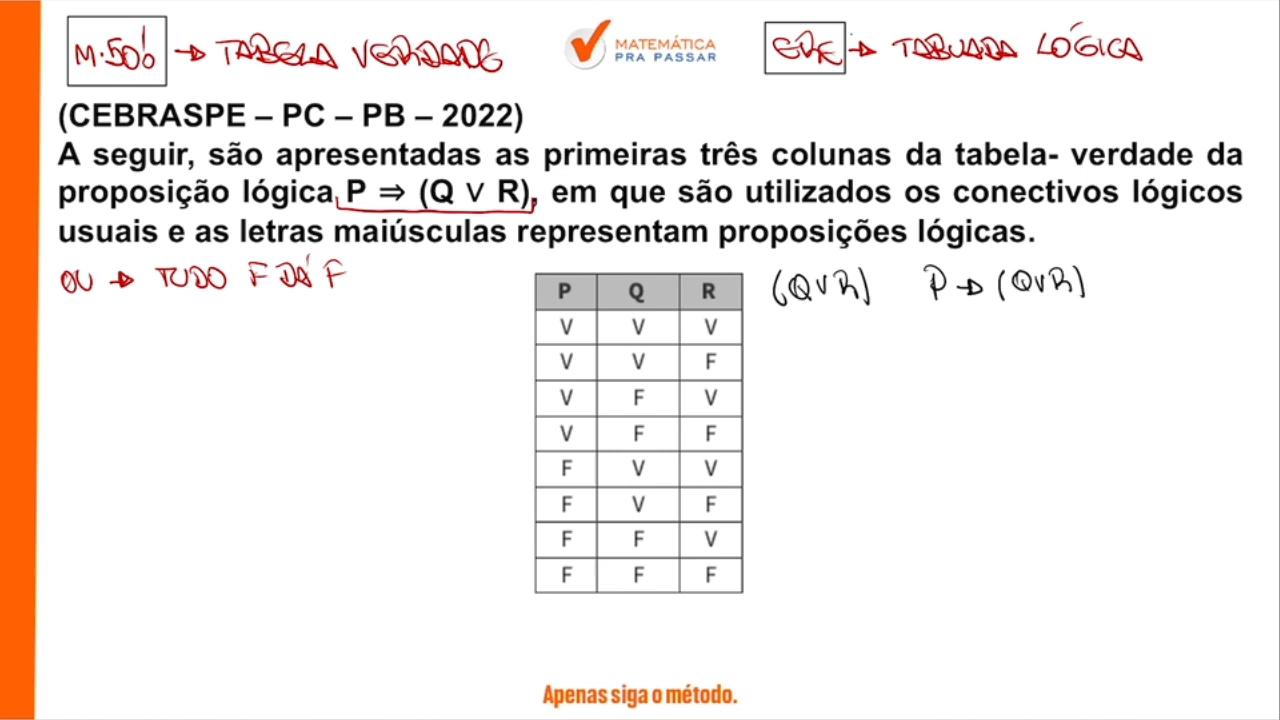 M.50% → TABELA VERDADE
MATEMÁTICA
PRA PASSAR
→ TABUADA LÓGICA
(CEBRASPE – PC – PB – 2022)
A seguir, são apresentadas as primeiras três colunas da tabela- verdade da
proposição lógica P ⇒ (Q ∨ R), em que são utilizados os conectivos lógicos
usuais e as letras maiúsculas representam proposições lógicas.
OU → TUDO F DÁ F
P Q R (QVR) P→(QVR)
V V V
V V F
V F V
V F F
F V V
F V F
F F V
F F F
Apenas siga o método.